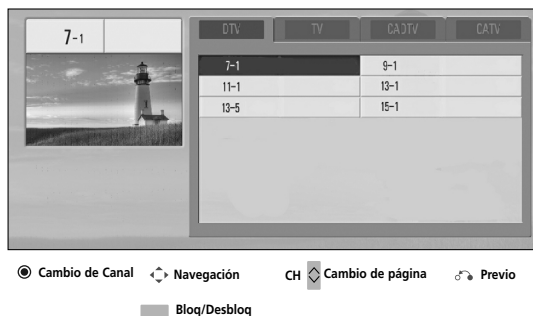 7-1
DTV TV CADTV CATV
7-1 9-1
11-1 13-1
13-5 15-1
Cambio de Canal Navegación CH Cambio de página Previo
Bloq/Desbloq